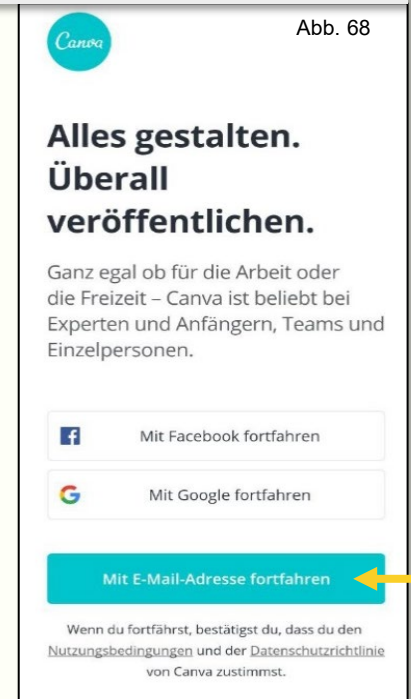 Canva
Abb. 68
Alles gestalten.
Überall
veröffentlichen.
Ganz egal ob für die Arbeit oder
die Freizeit – Canva ist beliebt bei
Experten und Anfängern, Teams und
Einzelpersonen.
Mit Facebook fortfahren
Mit Google fortfahren
Mit E-Mail-Adresse fortfahren
Wenn du fortfährst, bestätigst du, dass du den
Nutzungsbedingungen und der Datenschutzrichtlinie
von Canva zustimmst.